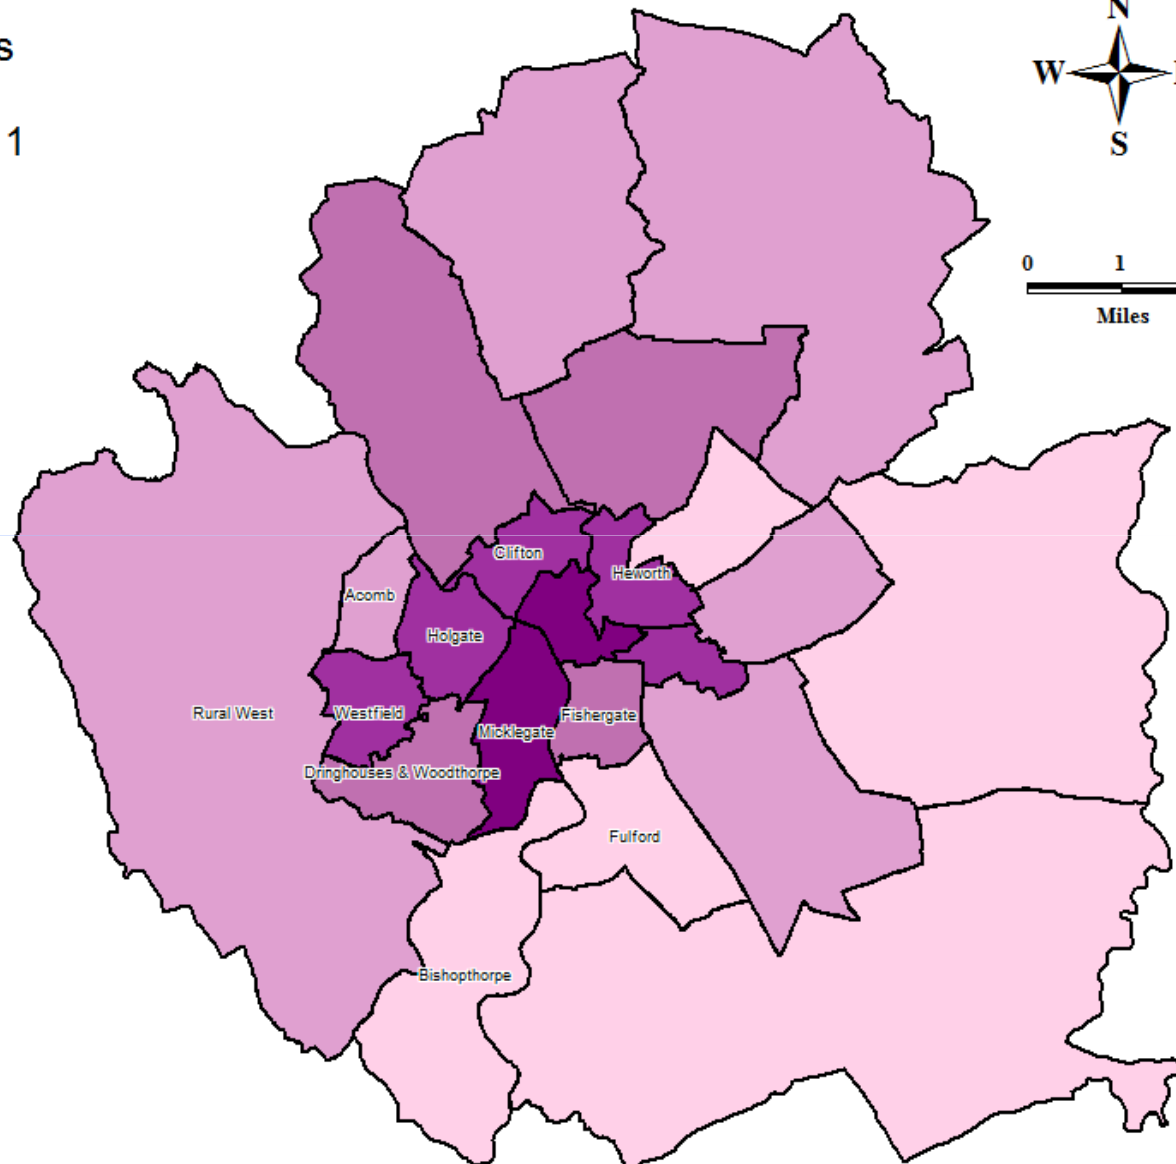 s
1
N
W
S
0 1
Miles
Clifton
Heworth
Acomb
Holgate
Rural West
Westfield
Fishergate
Micklegate
Dringhouses & Woodthorpe
Fulford
Bishopthorpe